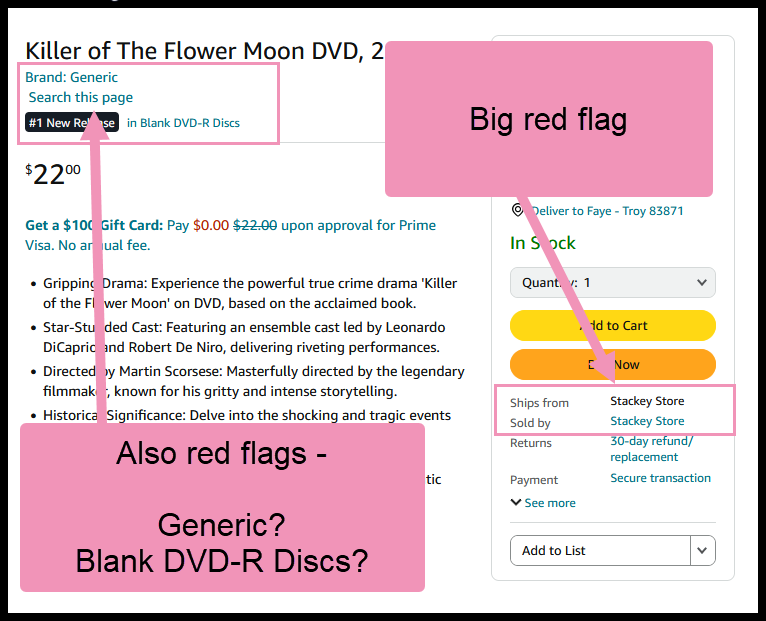 Killer of The Flower Moon DVD, 2
Brand: Generic
Search this page
#1 New Release in Blank DVD-R Discs
$2200
Get a $100 Gift Card: Pay $0.00 $22.00 upon approval for Prime
Visa. No annual fee.
• Gripping Drama: Experience the powerful true crime drama 'Killer
of the Flower Moon' on DVD, based on the acclaimed book.
• Star-Studded Cast: Featuring an ensemble cast led by Leonardo
DiCaprio and Robert De Niro, delivering riveting performances.
• Directed by Martin Scorsese: Masterfully directed by the legendary
filmmaker, known for his gritty and intense storytelling.
• Historical Significance: Delve into the shocking and tragic events
tic
Also red flags -
Generic?
Blank DVD-R Discs?
Big red flag
Deliver to Faye - Troy 83871
In Stock
Quantity: 1
Add to Cart
Buy Now
Ships from Stackey Store
Sold by Stackey Store
Returns 30-day refund/
replacement
Payment Secure transaction
See more
Add to List